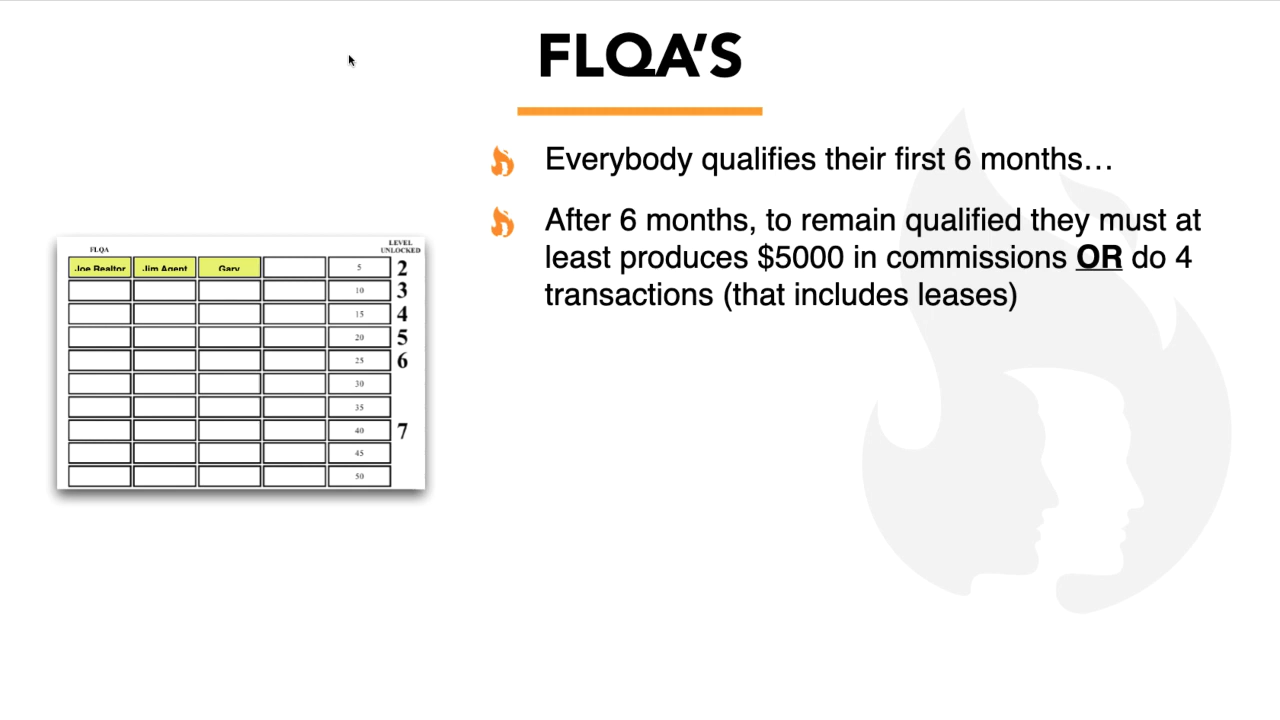 FLQA'S
Everybody qualifies their first 6 months…
After 6 months, to remain qualified they must at
least produces $5000 in commissions OR do 4
transactions (that includes leases)
FLQA LEVEL
UNLOCKED
Joe Realtor Jim Agent Gary 5 2
10 3
15 4
20 5
25 6
30
35
40 7
45
50